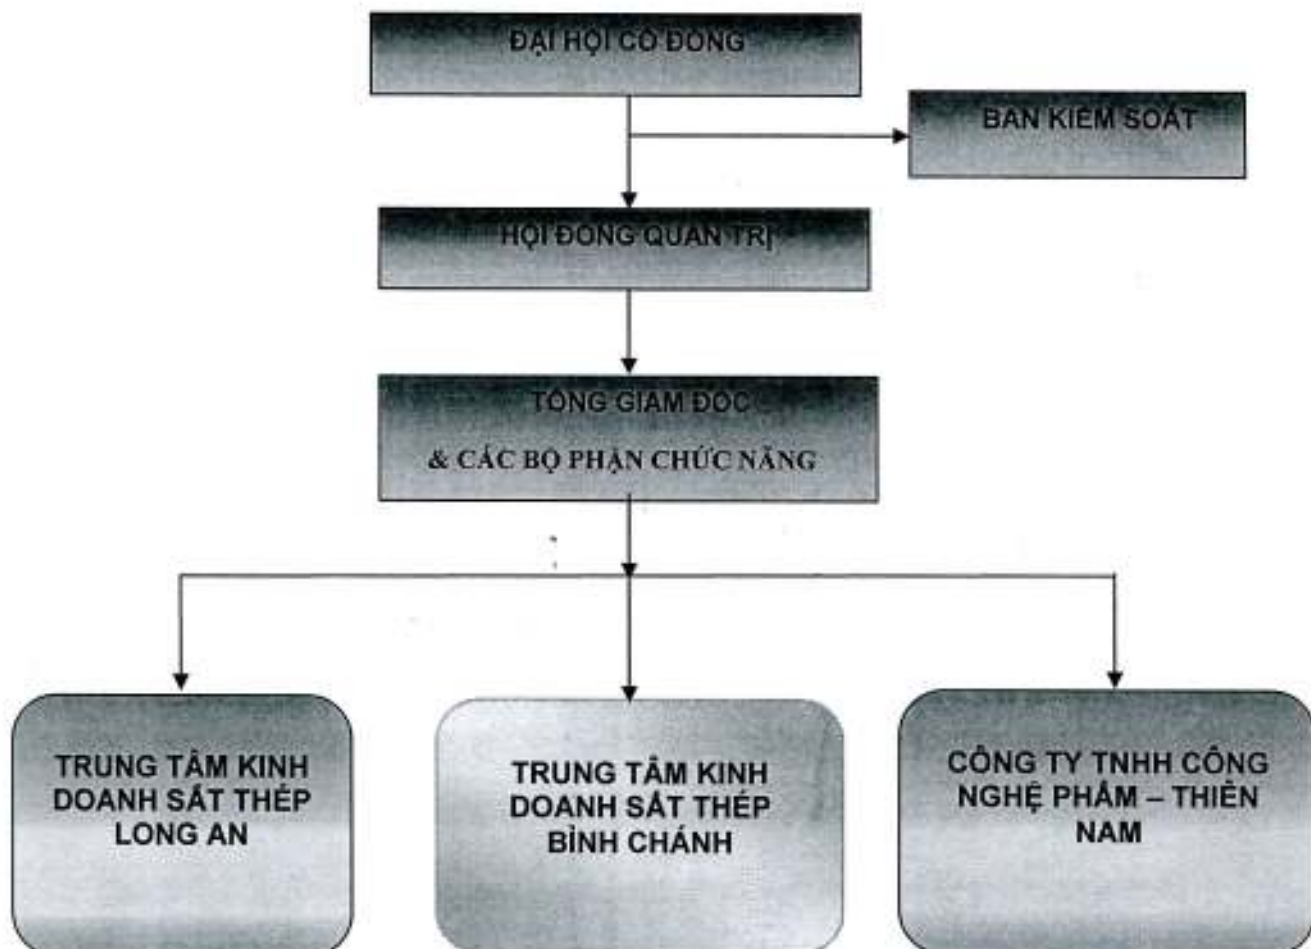 ĐẠI HỘI CỔ ĐÔNG
BAN KIỂM SOÁT
HỘI ĐỒNG QUẢN TRỊ
TỔNG GIÁM ĐỐC
& CÁC BỘ PHẬN CHỨC NĂNG
TRUNG TÂM KINH
DOANH SẮT THÉP
LONG AN
TRUNG TÂM KINH
DOANH SẮT THÉP
BÌNH CHÁNH
CÔNG TY TNHH CÔNG
NGHỆ PHẨM – THIÊN
NAM